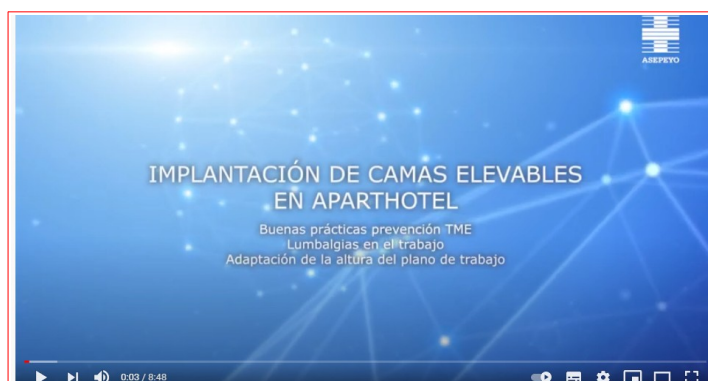 ASEPEYO
IMPLANTACIÓN DE CAMAS ELEVABLES
EN APARTHOTEL
Buenas prácticas prevención TME
Lumbalgias en el trabajo
Adaptación de la altura del plano de trabajo
0:03 / 8:48